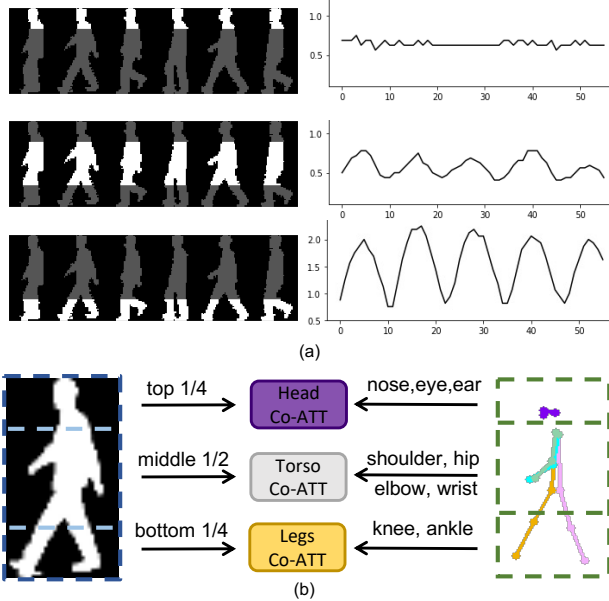 1.0
0.5
0 10 20 30 40 50
1.0
0.5
0 10 20 30 40 50
2.0
1.5
1.0
0.5
0 10 20 30 40 50
(a)
top 1/4
Head
Co-ATT
nose,eye,ear
middle 1/2
Torso
Co-ATT
shoulder, hip
elbow, wrist
bottom 1/4
Legs
Co-ATT
knee, ankle
(b)